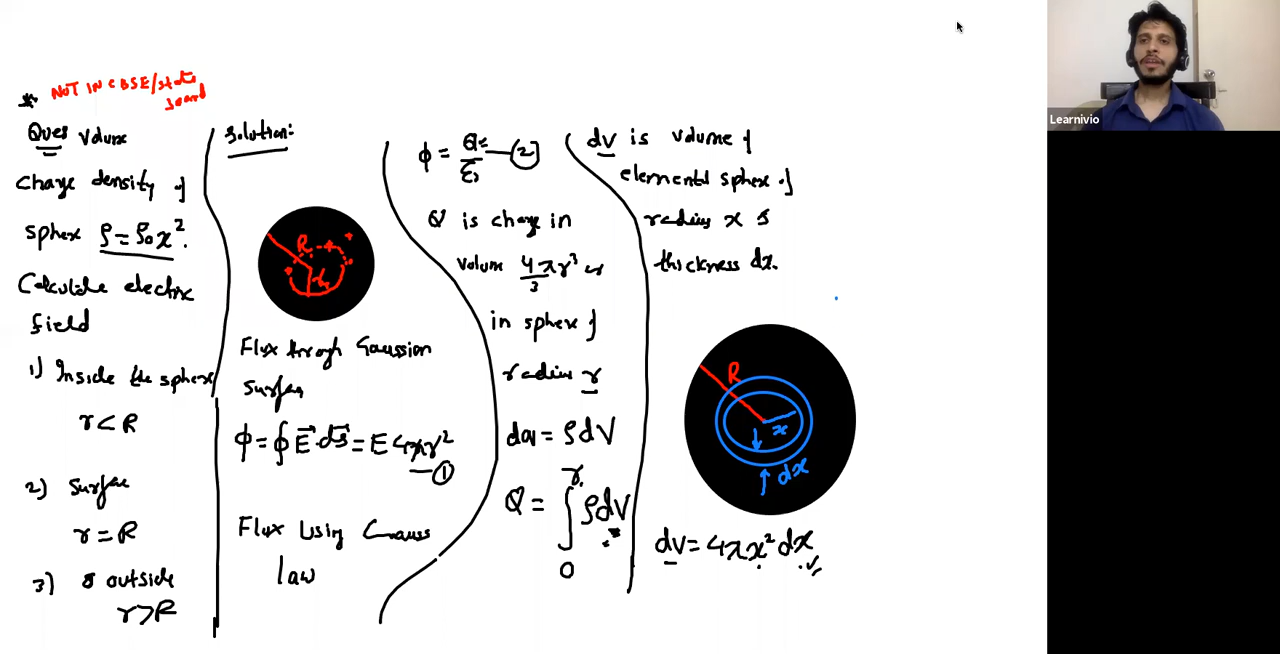 * NOT IN CBSE/state
board
Ques Volume
Charge density of
sphere ρ = ρ₀x².
Calculate electric
field
1) Inside the sphere
r < R
2) Surface
r = R
3) outside
r > R
Solution:
R
Flux through Gaussian
Surface
ϕ = ∮ E⃗·dS⃗ = E 4πr²
— ①
Flux Using Gauss
law
ϕ = Q/ε₀ — ②
Q is charge in
volume 4/3 πr³ or
in sphere of
radius r
dQ = ρdV
Q = ∫₀ʳ ρdV
dV is volume of
elemental sphere of
radius x &
thickness dx.
R
x
dx
dV = 4πx² dx
Learnivio